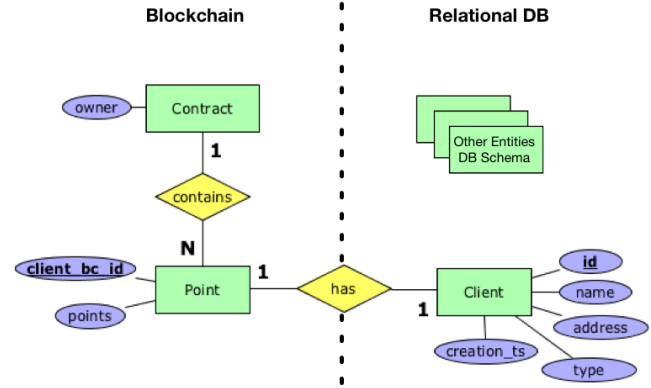 Blockchain
Relational DB
owner
Contract
1
contains
N
Other Entities
DB Schema
client_bc_id
points
Point
1
has
1
Client
id
name
address
creation_ts
type